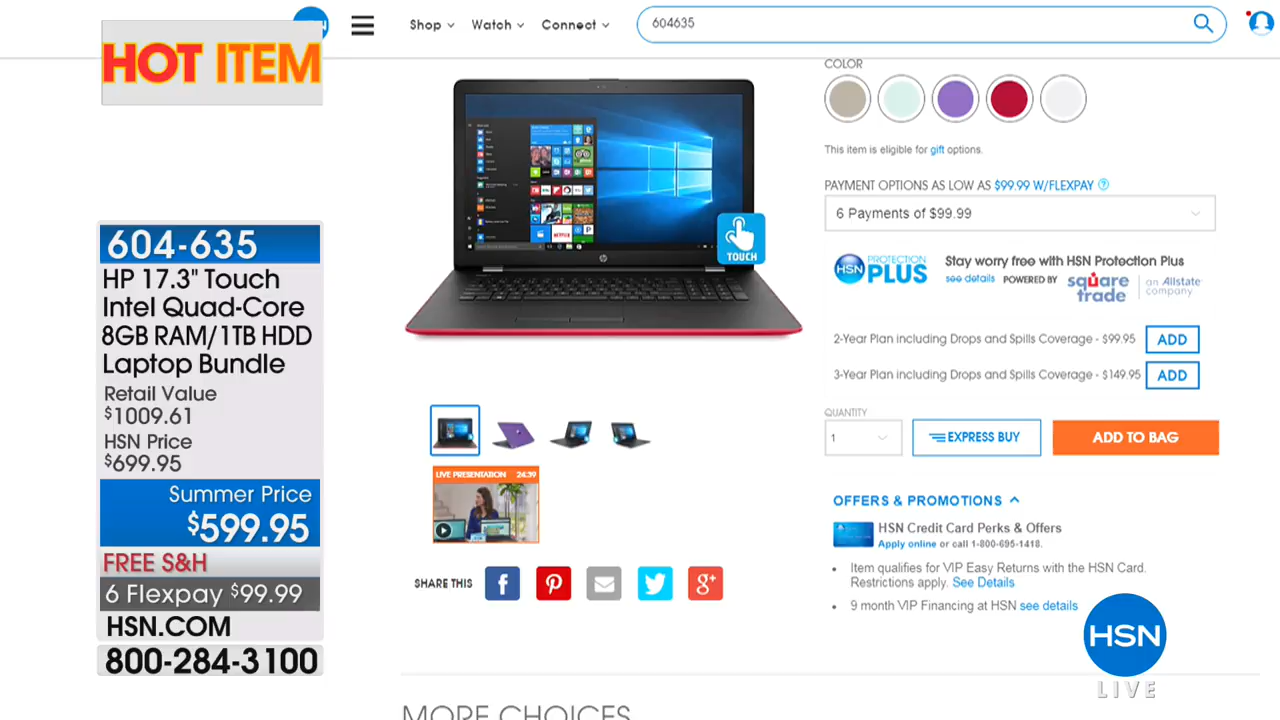 HOT ITEM
Shop
Watch
Connect
604635
604-635
HP 17.3" Touch
Intel Quad-Core
8GB RAM/1TB HDD
Laptop Bundle
Retail Value
$1009.61
HSN Price
$699.95
Summer Price
$599.95
FREE S&H
6 Flexpay $99.99
HSN.COM
800-284-3100
TOUCH
hp
LIVE PRESENTATION 24:39
SHARE THIS
COLOR
This item is eligible for gift options.
PAYMENT OPTIONS AS LOW AS $99.99 W/FLEXPAY
6 Payments of $99.99
HSN PROTECTION PLUS
Stay worry free with HSN Protection Plus
see details POWERED BY square trade an Allstate company
2-Year Plan including Drops and Spills Coverage - $99.95 ADD
3-Year Plan including Drops and Spills Coverage - $149.95 ADD
QUANTITY
1
EXPRESS BUY
ADD TO BAG
OFFERS & PROMOTIONS
HSN Credit Card Perks & Offers
Apply online or call 1-800-695-1418.
Item qualifies for VIP Easy Returns with the HSN Card.
Restrictions apply. See Details
9 month VIP Financing at HSN see details
HSN
LIVE
MORE CHOICES